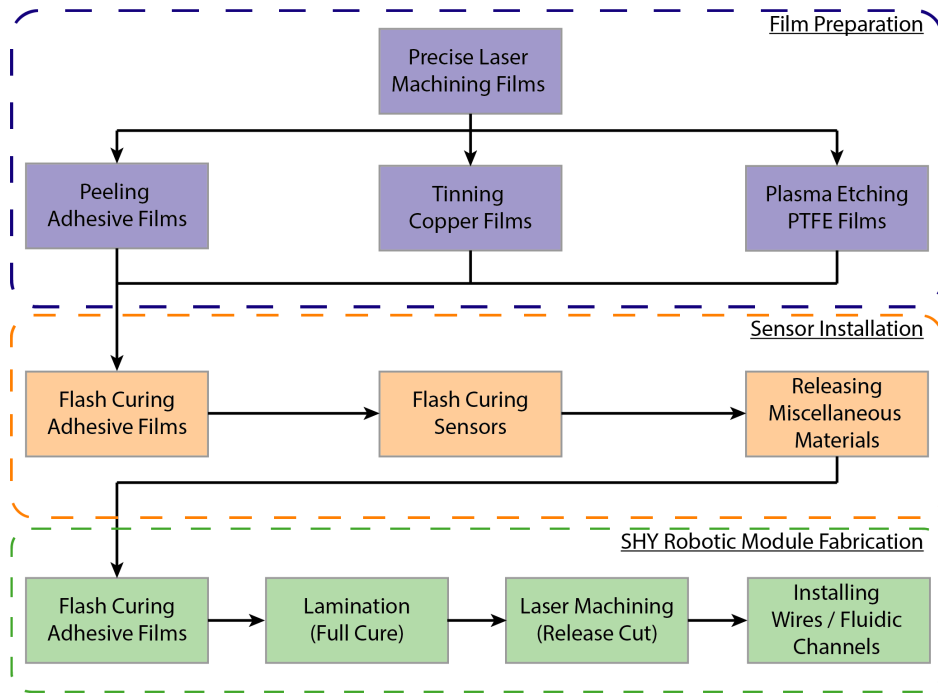 Film Preparation
Precise Laser
Machining Films
Peeling
Adhesive Films
Tinning
Copper Films
Plasma Etching
PTFE Films
Sensor Installation
Flash Curing
Adhesive Films
Flash Curing
Sensors
Releasing
Miscellaneous
Materials
SHY Robotic Module Fabrication
Flash Curing
Adhesive Films
Lamination
(Full Cure)
Laser Machining
(Release Cut)
Installing
Wires / Fluidic
Channels